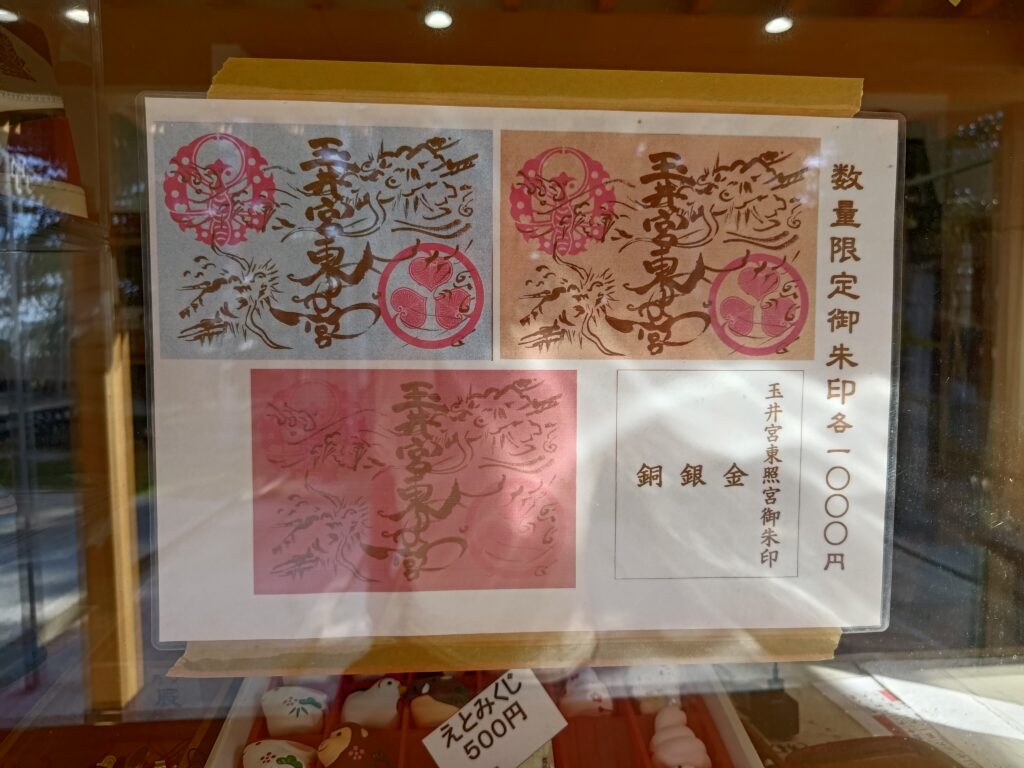 数量限定御朱印各一〇〇〇円
玉井宮東照宮
玉井宮東照宮
玉井宮東照宮
玉井宮東照宮御朱印
金
銀
銅
えとみくじ
500円
辰